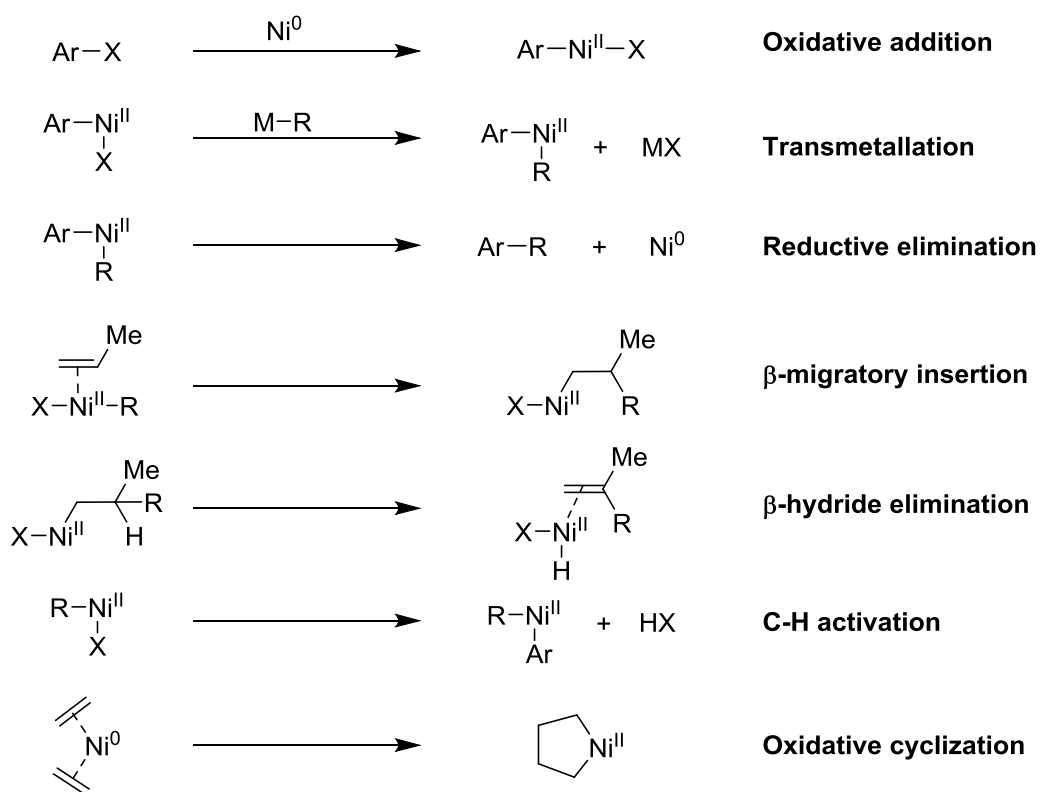 Ar–X Ni⁰ Ar–Niᴵᴵ–X Oxidative addition
Ar–Niᴵᴵ X M–R Ar–Niᴵᴵ R + MX Transmetallation
Ar–Niᴵᴵ R Ar–R + Ni⁰ Reductive elimination
Me X–Niᴵᴵ–R Me X–Niᴵᴵ R β-migratory insertion
Me R X–Niᴵᴵ H Me R X–Niᴵᴵ H β-hydride elimination
R–Niᴵᴵ X R–Niᴵᴵ Ar + HX C-H activation
Ni⁰ Niᴵᴵ Oxidative cyclization